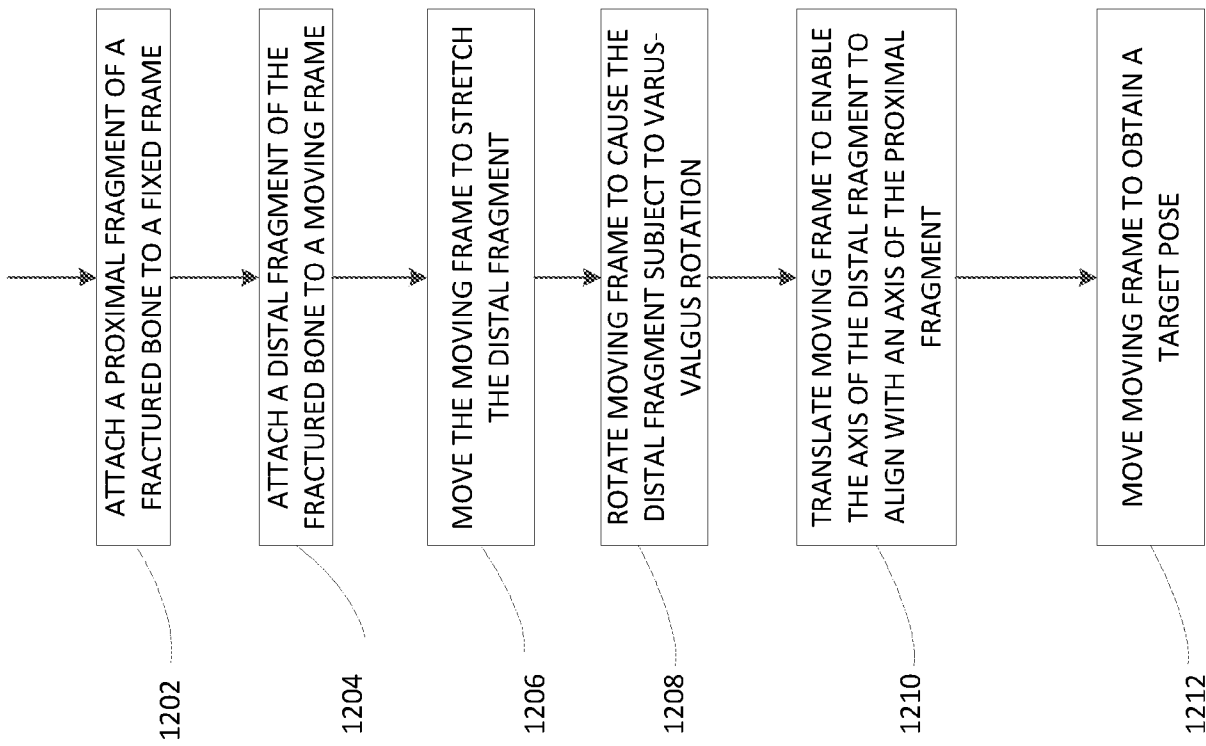 ATTACH A PROXIMAL FRAGMENT OF A
FRACTURED BONE TO A FIXED FRAME
1202
ATTACH A DISTAL FRAGMENT OF THE
FRACTURED BONE TO A MOVING FRAME
1204
MOVE THE MOVING FRAME TO STRETCH
THE DISTAL FRAGMENT
1206
ROTATE MOVING FRAME TO CAUSE THE
DISTAL FRAGMENT SUBJECT TO VARUS-
VALGUS ROTATION
1208
TRANSLATE MOVING FRAME TO ENABLE
THE AXIS OF THE DISTAL FRAGMENT TO
ALIGN WITH AN AXIS OF THE PROXIMAL
FRAGMENT
1210
MOVE MOVING FRAME TO OBTAIN A
TARGET POSE
1212